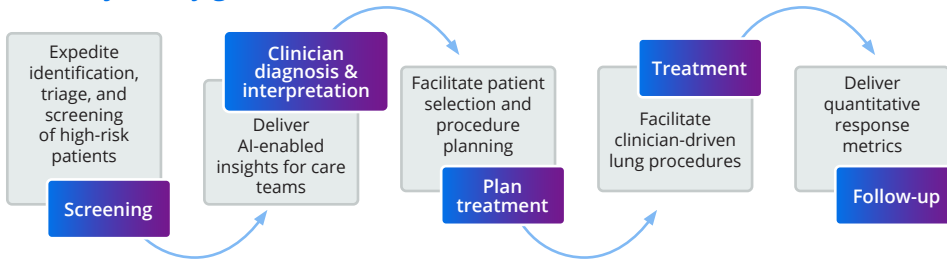 Expedite
identification,
triage, and
screening
of high-risk
patients
Screening
Clinician
diagnosis &
interpretation
Deliver
AI-enabled
insights for care
teams
Facilitate patient
selection and
procedure
planning
Plan
treatment
Treatment
Facilitate
clinician-driven
lung procedures
Deliver
quantitative
response
metrics
Follow-up